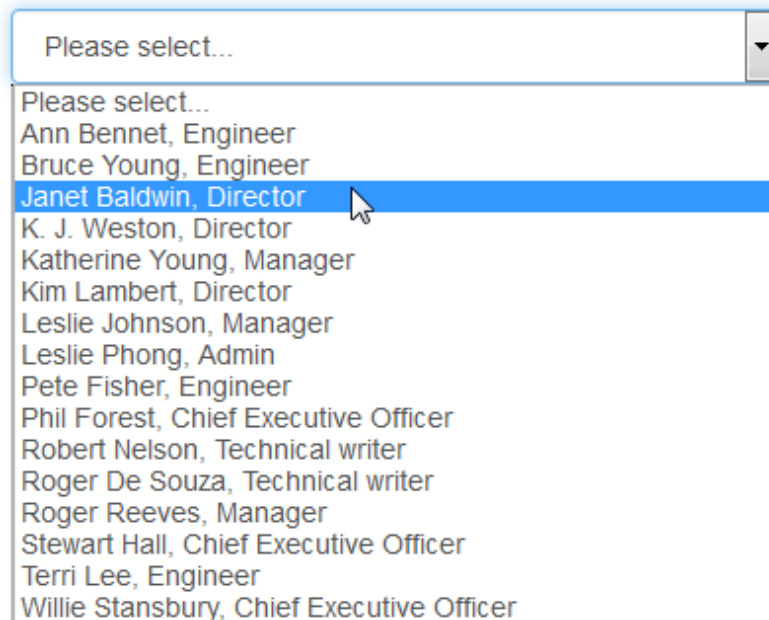 Please select...
Please select...
Ann Bennet, Engineer
Bruce Young, Engineer
Janet Baldwin, Director
K. J. Weston, Director
Katherine Young, Manager
Kim Lambert, Director
Leslie Johnson, Manager
Leslie Phong, Admin
Pete Fisher, Engineer
Phil Forest, Chief Executive Officer
Robert Nelson, Technical writer
Roger De Souza, Technical writer
Roger Reeves, Manager
Stewart Hall, Chief Executive Officer
Terri Lee, Engineer
Willie Stansbury, Chief Executive Officer